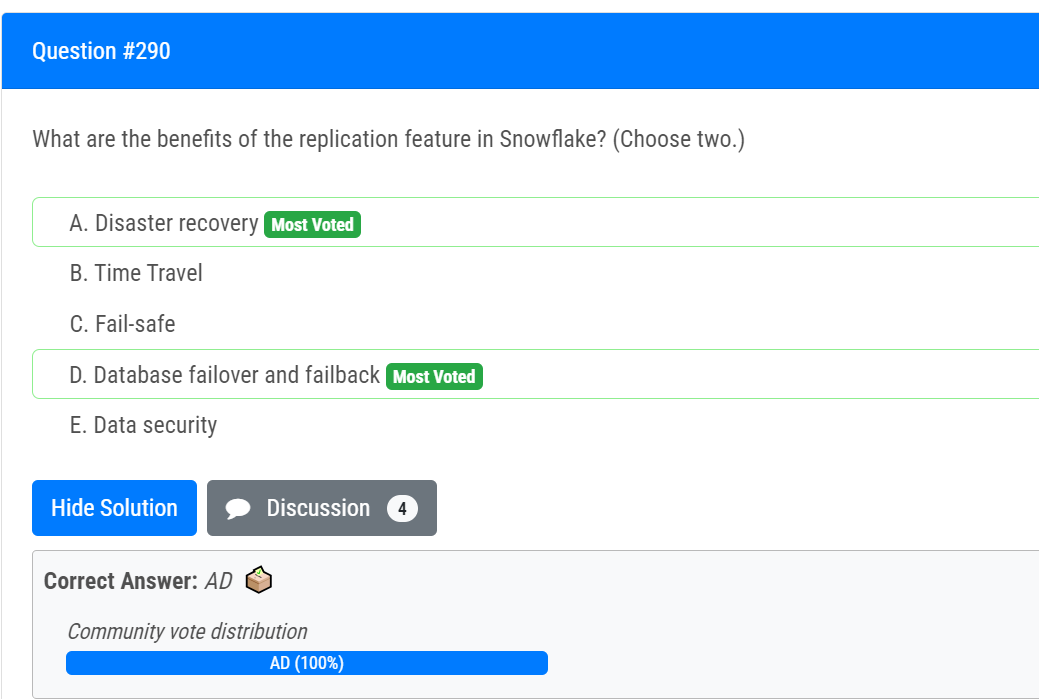 Question #290
What are the benefits of the replication feature in Snowflake? (Choose two.)
A. Disaster recovery Most Voted
B. Time Travel
C. Fail-safe
D. Database failover and failback Most Voted
E. Data security
Hide Solution Discussion 4
Correct Answer: AD
Community vote distribution
AD (100%)